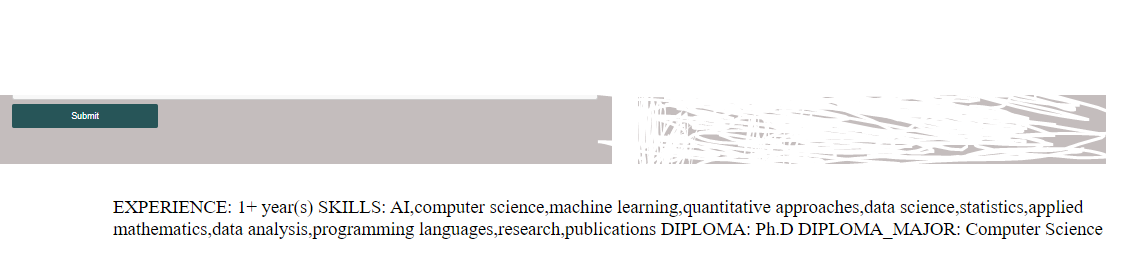 Submit
EXPERIENCE: 1+ year(s) SKILLS: AI,computer science,machine learning,quantitative approaches,data science,statistics,applied
mathematics,data analysis,programming languages,research,publications DIPLOMA: Ph.D DIPLOMA_MAJOR: Computer Science